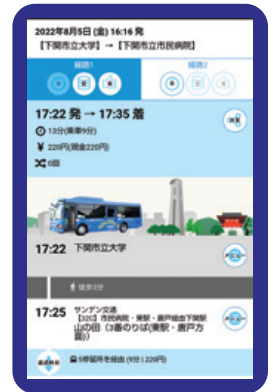 2022年8月5日(金) 16:16 発
【下関市立大学】→【下関市立市民病院】
経路1
経路2
17:22 発 → 17:35 着
13分(乗車9分)
¥ 220円(現金220円)
0回
17:22 下関市立大学
徒歩2分
17:25 サンデン交通
【32C】市民病院・東駅・唐戸経由下関駅
山の田（3番のりば(東駅・唐戸方
面)）
5停留所を経由 (9分 | 220円)